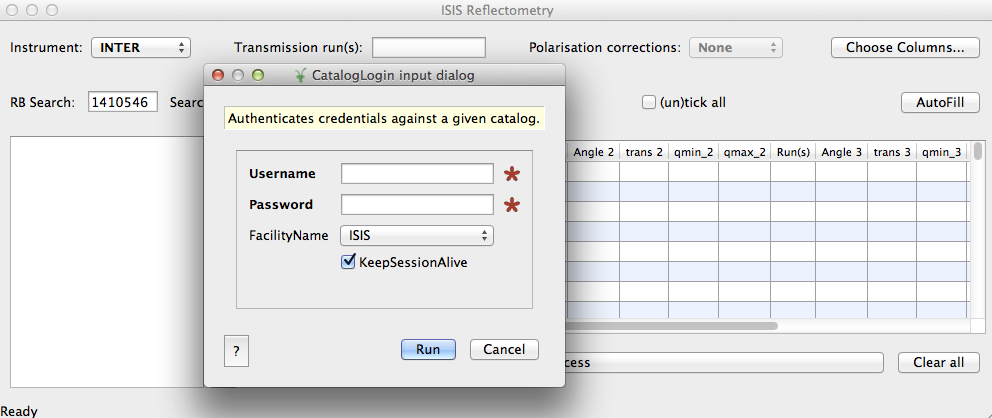 ISIS Reflectometry
Instrument: INTER Transmission run(s): Polarisation corrections: None Choose Columns...
CatalogLogin input dialog
RB Search: 1410546 (un)tick all AutoFill
Authenticates credentials against a given catalog.
Angle 2 trans 2 qmin_2 qmax_2 Run(s) Angle 3 trans 3 qmin_3
Username
Password
FacilityName ISIS
KeepSessionAlive
? Run Cancel
Clear all
Ready